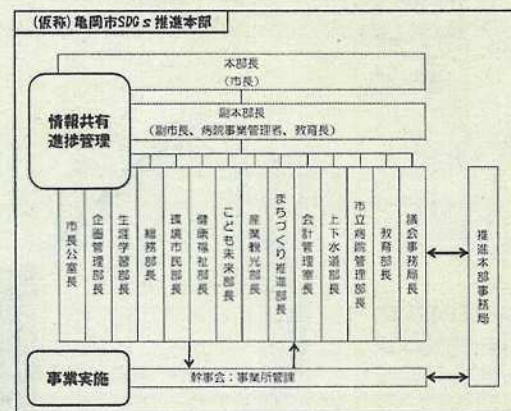 (仮称)亀岡市SDGs推進本部
本部長
(市長)
情報共有
進捗管理
副本部長
(副市長、病院事業管理者、教育長)
市長公室長
企画管理部長
生涯学習部長
総務部長
環境市民部長
健康福祉部長
こども未来部長
産業観光部長
まちづくり推進部長
会計管理室長
上下水道部長
市立病院管理部長
教育部長
議会事務局長
推進本部事務局
事業実施
幹事会:事業所管課